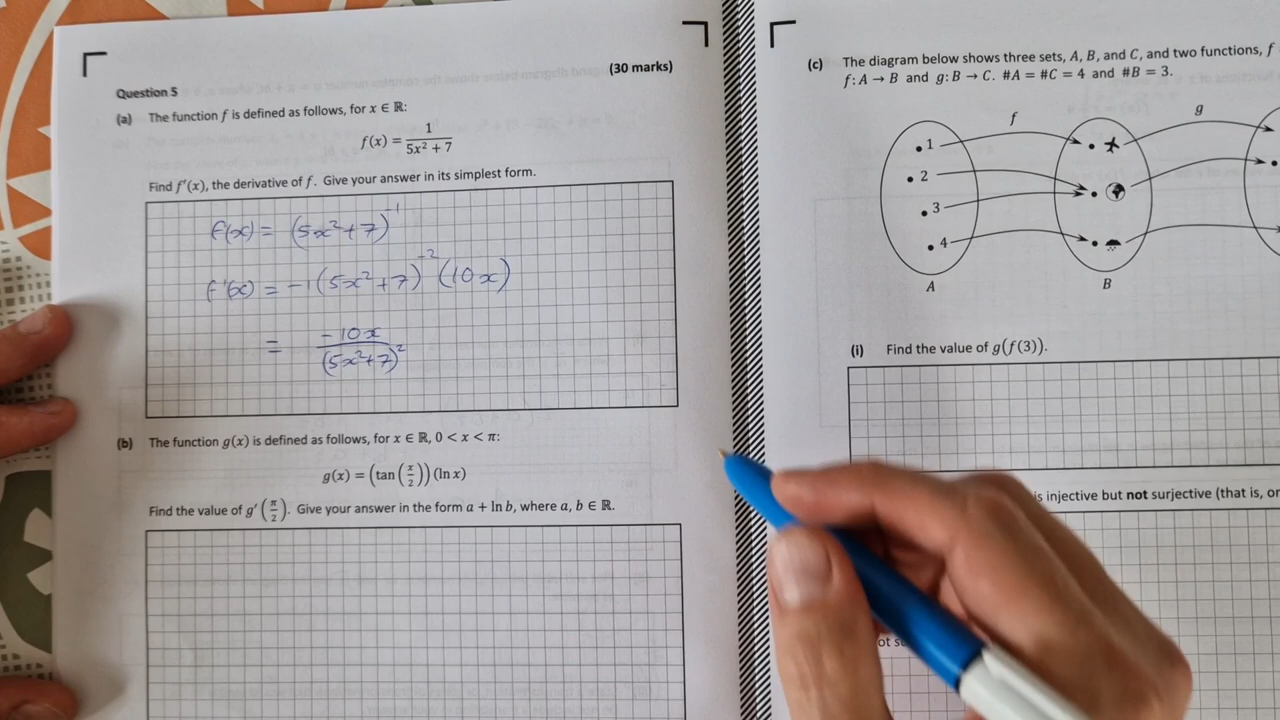 (30 marks)
Question 5
(a) The function f is defined as follows, for x ∈ ℝ:
f(x) = 1/(5x² + 7)
Find f′(x), the derivative of f. Give your answer in its simplest form.
f(x) = (5x²+7)⁻¹
f'(x) = -1(5x²+7)⁻²(10x)
= -10x/(5x²+7)²
(b) The function g(x) is defined as follows, for x ∈ ℝ, 0 < x < π:
g(x) = (tan(x/2))(ln x)
Find the value of g′(π/2). Give your answer in the form a + ln b, where a, b ∈ ℝ.
(c) The diagram below shows three sets, A, B, and C, and two functions, f
f: A → B and g: B → C. #A = #C = 4 and #B = 3.
f
g
1
2
3
4
A
B
(i) Find the value of g(f(3)).
is injective but not surjective (that is, or